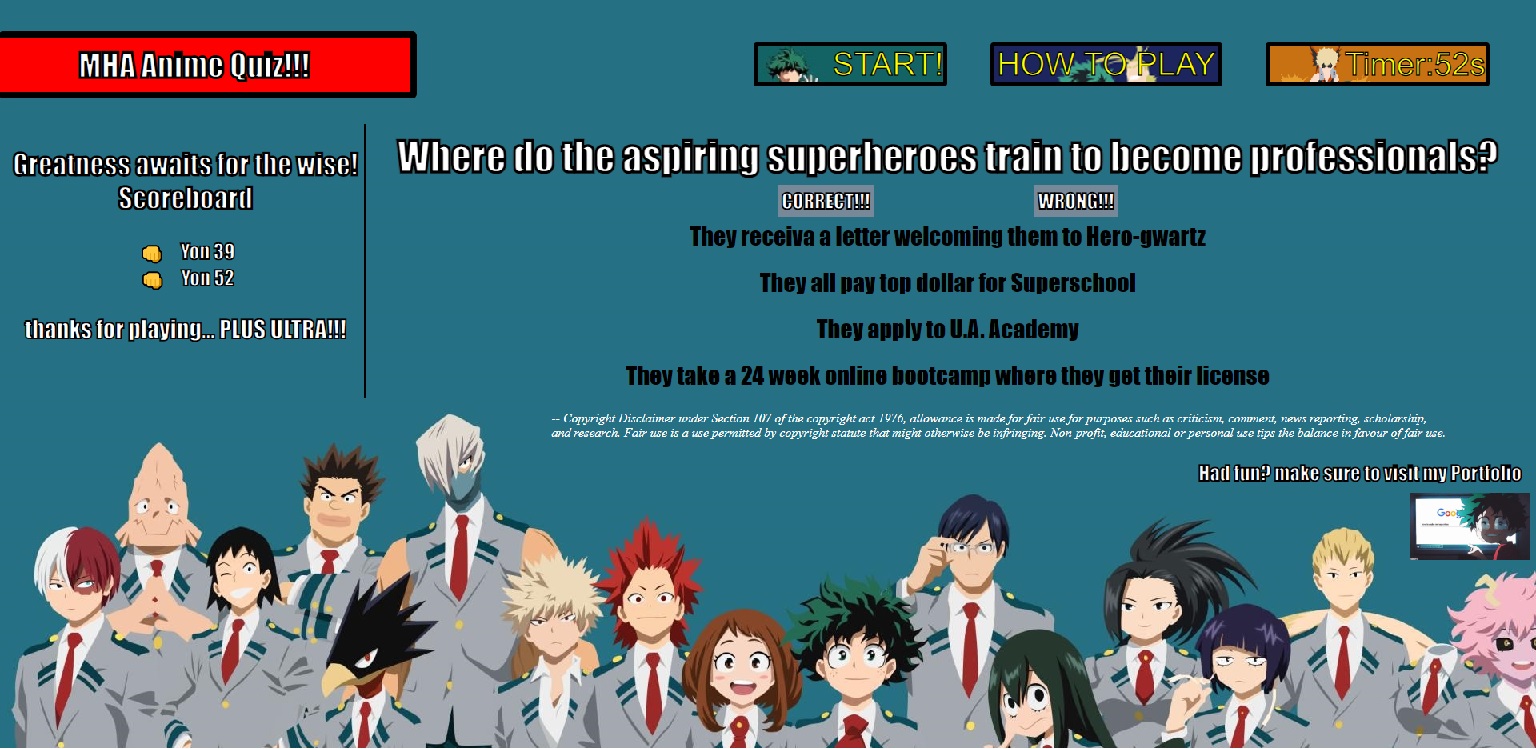 MHA Anime Quiz!!!
START!
HOW TO PLAY
Timer:52s
Greatness awaits for the wise!
Scoreboard
You 39
You 52
thanks for playing... PLUS ULTRA!!!
Where do the aspiring superheroes train to become professionals?
CORRECT!!!
WRONG!!!
They receiva a letter welcoming them to Hero-gwartz
They all pay top dollar for Superschool
They apply to U.A. Academy
They take a 24 week online bootcamp where they get their license
-- Copyright Disclaimer under Section 107 of the copyright act 1976, allowance is made for fair use for purposes such as criticism, comment, news reporting, scholarship,
and research. Fair use is a use permitted by copyright statute that might otherwise be infringing. Non profit, educational or personal use tips the balance in favour of fair use.
Had fun? make sure to visit my Portfolio
Goo